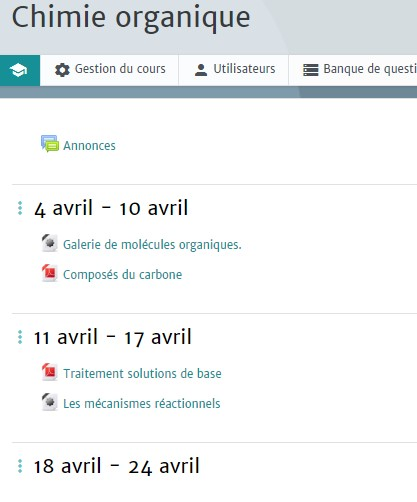 Chimie organique
Gestion du cours Utilisateurs Banque de questi
Annonces
4 avril - 10 avril
Galerie de molécules organiques.
Composés du carbone
11 avril - 17 avril
Traitement solutions de base
Les mécanismes réactionnels
18 avril - 24 avril